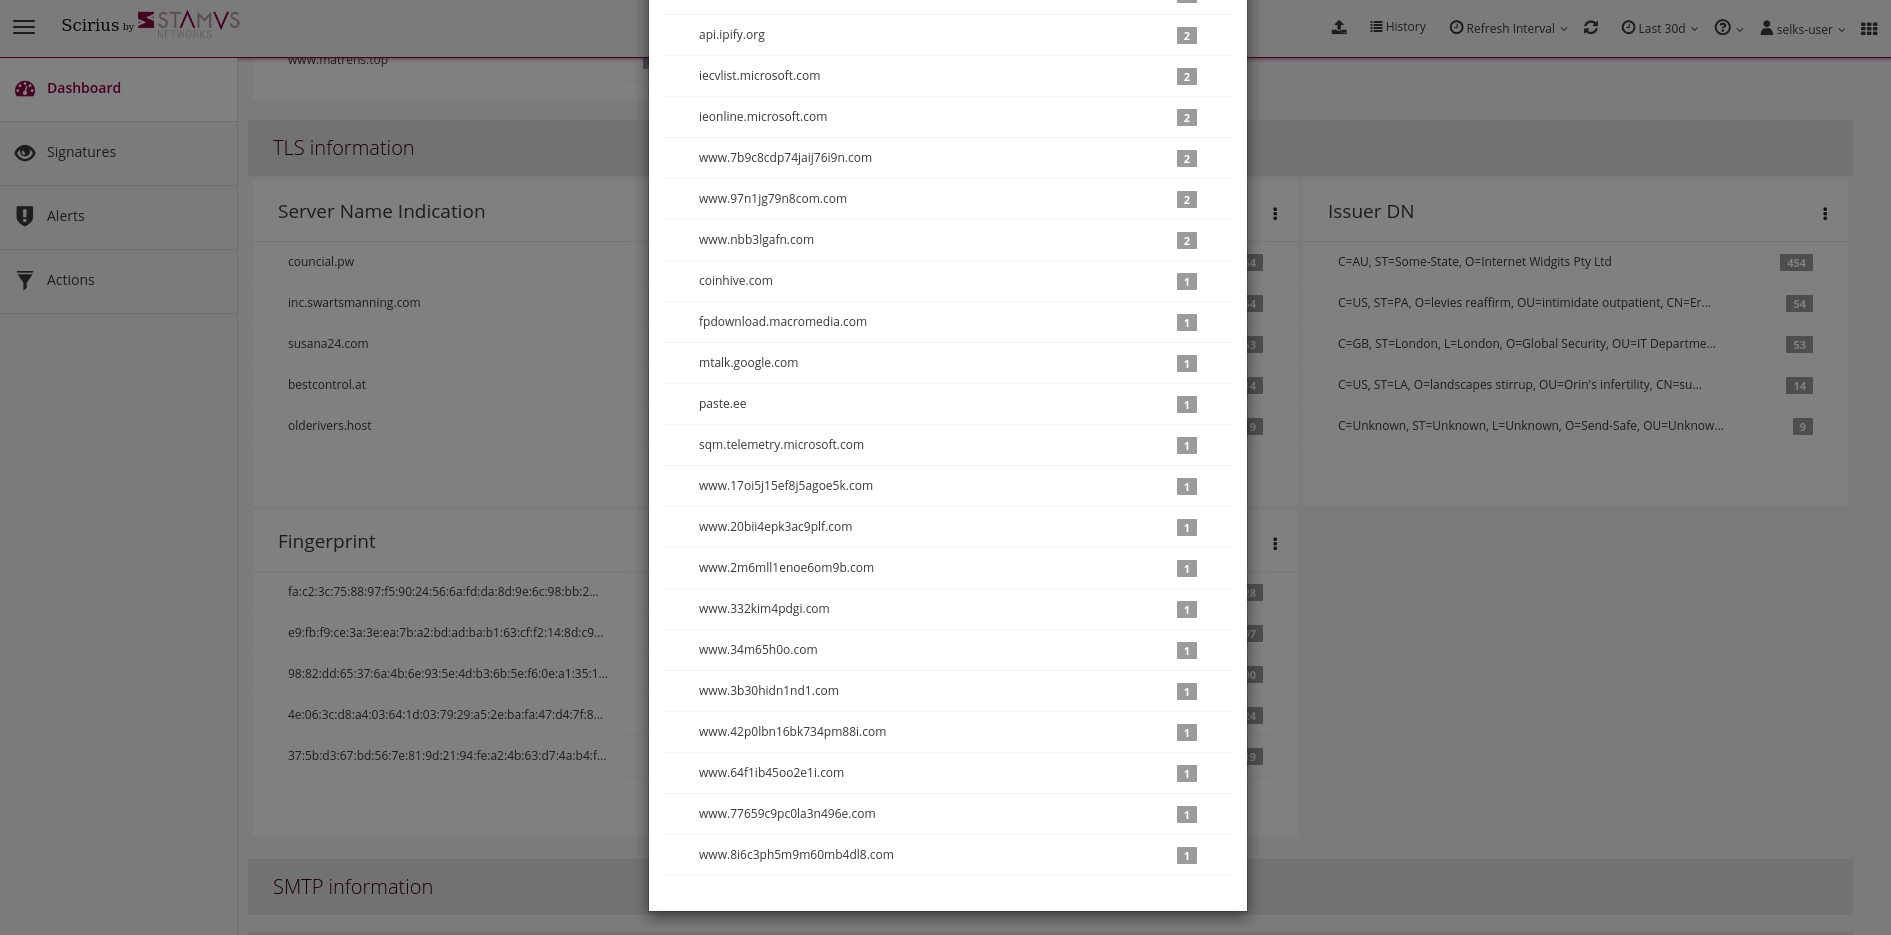 Scirius by STAMVS NETWORKS
History
Refresh Interval
Last 30d
selks-user
Dashboard
Signatures
Alerts
Actions
www.matrens.top
TLS information
Server Name Indication
councial.pw
inc.swartsmanning.com
susana24.com
bestcontrol.at
olderivers.host
Fingerprint
fa:c2:3c:75:88:97:f5:90:24:56:6a:fd:da:8d:9e:6c:98:bb:2...
e9:fb:f9:ce:3a:3e:ea:7b:a2:bd:ad:ba:b1:63:cf:f2:14:8d:c9...
98:82:dd:65:37:6a:4b:6e:93:5e:4d:b3:6b:5e:f6:0e:a1:35:1...
4e:06:3c:d8:a4:03:64:1d:03:79:29:a5:2e:ba:fa:47:d4:7f:8...
37:5b:d3:67:bd:56:7e:81:9d:21:94:fe:a2:4b:63:d7:4a:b4:f...
SMTP information
api.ipify.org 2
iecvlist.microsoft.com 2
ieonline.microsoft.com 2
www.7b9c8cdp74jaij76i9n.com 2
www.97n1jg79n8com.com 2
www.nbb3lgafn.com 2
coinhive.com 1
fpdownload.macromedia.com 1
mtalk.google.com 1
paste.ee 1
sqm.telemetry.microsoft.com 1
www.17oi5j15ef8j5agoe5k.com 1
www.20bii4epk3ac9plf.com 1
www.2m6mll1enoe6om9b.com 1
www.332kim4pdgi.com 1
www.34m65h0o.com 1
www.3b30hidn1nd1.com 1
www.42p0lbn16bk734pm88i.com 1
www.64f1ib45oo2e1i.com 1
www.77659c9pc0la3n496e.com 1
www.8i6c3ph5m9m60mb4dl8.com 1
Issuer DN
C=AU, ST=Some-State, O=Internet Widgits Pty Ltd 454
C=US, ST=PA, O=levies reaffirm, OU=intimidate outpatient, CN=Er... 54
C=GB, ST=London, L=London, O=Global Security, OU=IT Departme... 53
C=US, ST=LA, O=landscapes stirrup, OU=Orin's infertility, CN=su... 14
C=Unknown, ST=Unknown, L=Unknown, O=Send-Safe, OU=Unknow... 9